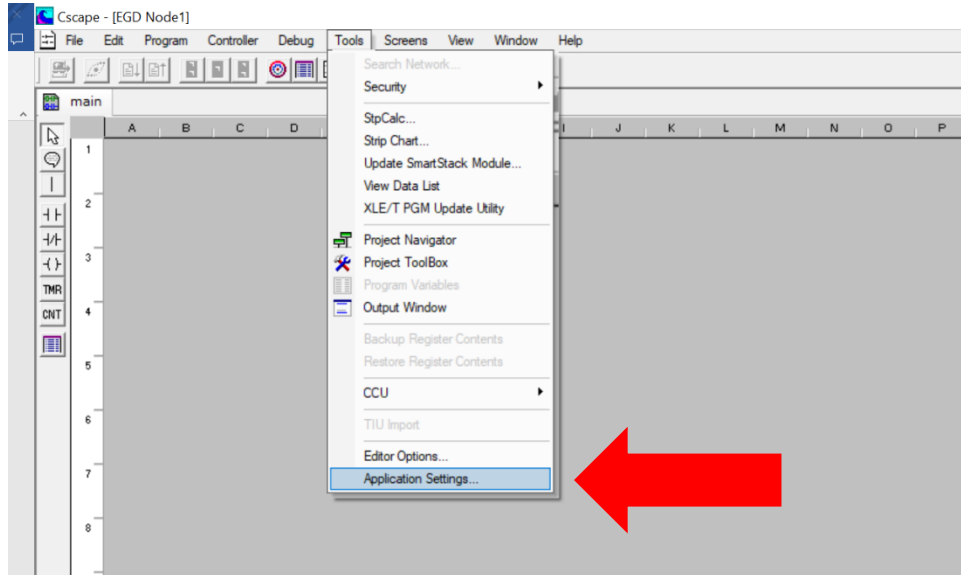 Cscape - [EGD Node1]
File Edit Program Controller Debug Tools Screens View Window Help
main
A B C D I J K L M N O P
1
2
3
4
5
6
7
8
TMR
CNT
Search Network...
Security
StpCalc...
Strip Chart...
Update SmartStack Module...
View Data List
XLE/T PGM Update Utility
Project Navigator
Project ToolBox
Program Variables
Output Window
Backup Register Contents
Restore Register Contents
CCU
TIU Import
Editor Options...
Application Settings...